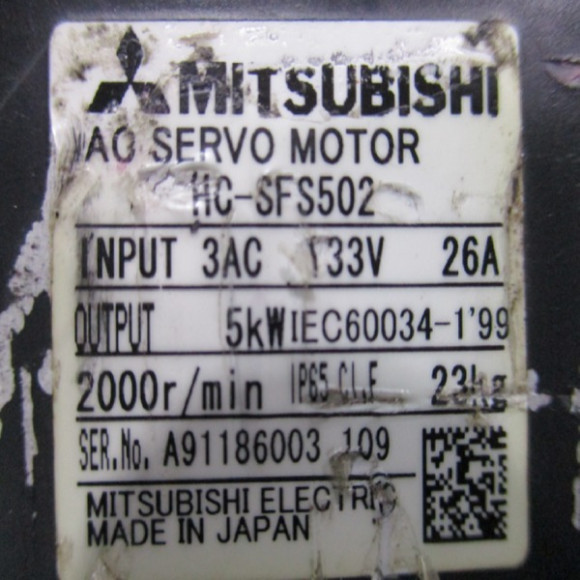 MITSUBISHI
AC SERVO MOTOR
HC-SFS502
INPUT 3AC 133V 26A
OUTPUT 5kW IEC60034-1'99
2000r/min IP65 CI.F 23kg
SER.No. A91186003 109
MITSUBISHI ELECTRIC
MADE IN JAPAN